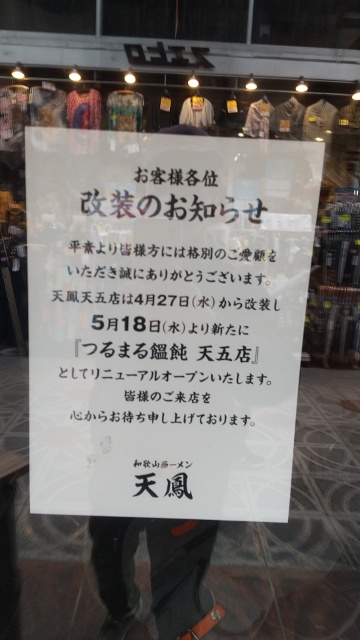 お客様各位
改装のお知らせ
平素より皆様方には格別のご愛顧を
いただき誠にありがとうございます。
天鳳天五店は4月27日(水)から改装し
5月18日(水)より新たに
『つるまる饂飩 天五店』
としてリニューアルオープンいたします。
皆様のご来店を
心からお待ち申し上げております。
和歌山ラーメン
天鳳